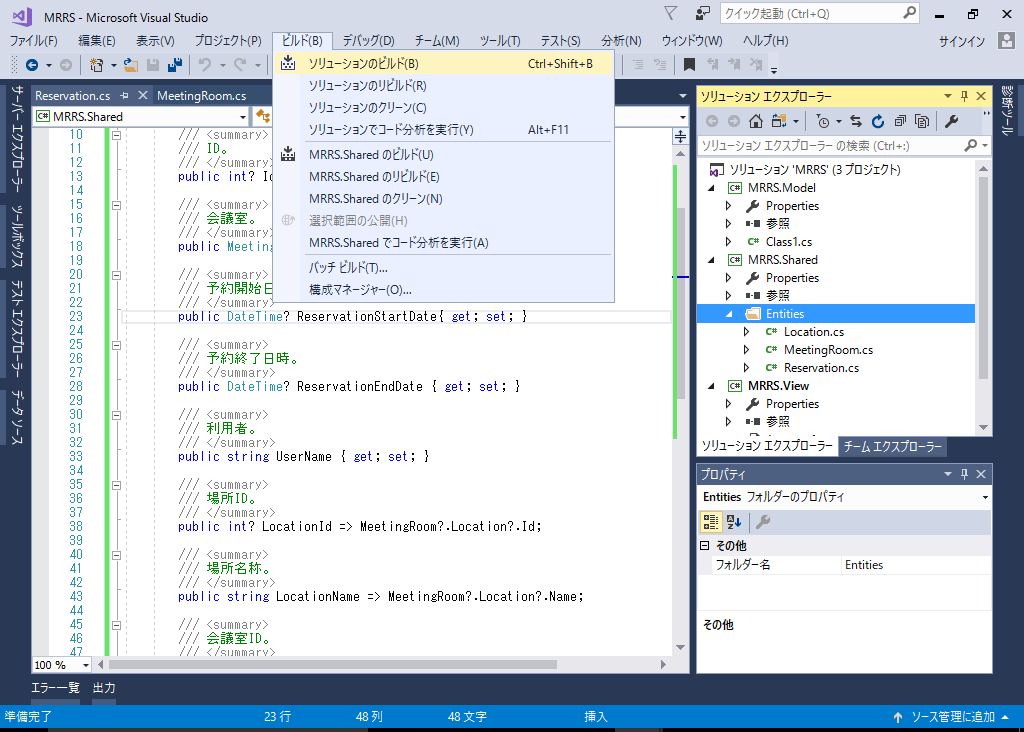 MRRS - Microsoft Visual Studio
クイック起動 (Ctrl+Q)
ファイル(F) 編集(E) 表示(V) プロジェクト(P) ビルド(B) デバッグ(D) チーム(M) ツール(T) テスト(S) 分析(N) ウィンドウ(W) ヘルプ(H) サインイン
ソリューションのビルド(B) Ctrl+Shift+B
ソリューションのリビルド(R)
ソリューションのクリーン(C)
ソリューションでコード分析を実行(Y) Alt+F11
MRRS.Shared のビルド(U)
MRRS.Shared のリビルド(E)
MRRS.Shared のクリーン(N)
選択範囲の公開(H)
MRRS.Shared でコード分析を実行(A)
バッチ ビルド(T)...
構成マネージャー(O)...
サーバー エクスプローラー
ツールボックス
テスト エクスプローラー
データ ソース
Reservation.cs MeetingRoom.cs
MRRS.Shared
10 /// <summary>
11 /// ID。
12 /// </summary>
13 public int? Id
14
15 /// <summary>
16 /// 会議室。
17 /// </summary>
18 public Meeting
19
20 /// <summary>
21 /// 予約開始日
22 /// </summary>
23 public DateTime? ReservationStartDate{ get; set; }
24
25 /// <summary>
26 /// 予約終了日時。
27 /// </summary>
28 public DateTime? ReservationEndDate { get; set; }
29
30 /// <summary>
31 /// 利用者。
32 /// </summary>
33 public string UserName { get; set; }
34
35 /// <summary>
36 /// 場所ID。
37 /// </summary>
38 public int? LocationId => MeetingRoom?.Location?.Id;
39
40 /// <summary>
41 /// 場所名称。
42 /// </summary>
43 public string LocationName => MeetingRoom?.Location?.Name;
44
45 /// <summary>
46 /// 会議室ID。
47 /// </summary>
100 %
ソリューション エクスプローラー
ソリューション エクスプローラー の検索 (Ctrl+:)
ソリューション 'MRRS' (3 プロジェクト)
MRRS.Model
Properties
参照
Class1.cs
MRRS.Shared
Properties
参照
Entities
Location.cs
MeetingRoom.cs
Reservation.cs
MRRS.View
Properties
参照
ソリューション エクスプローラー チーム エクスプローラー
プロパティ
Entities フォルダーのプロパティ
その他
フォルダー名 Entities
その他
診断ツール
エラー一覧 出力
準備完了 23 行 48 列 48 文字 挿入 ソース管理に追加